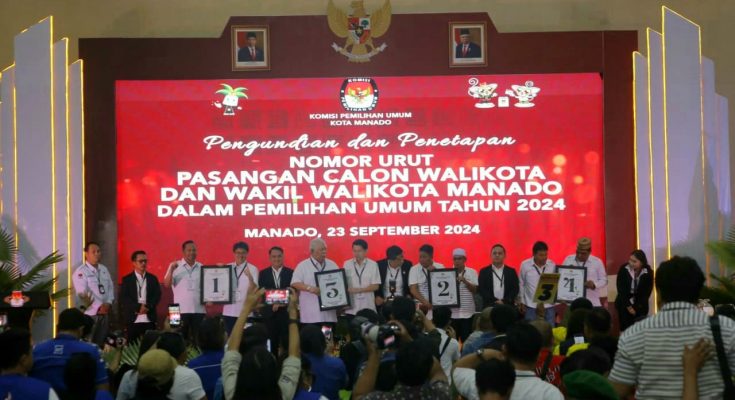 KOMISI PEMILIHAN UMUM
KOTA MANADO
Pengundian dan Penetapan
NOMOR URUT
PASANGAN CALON WALIKOTA
DAN WAKIL WALIKOTA MANADO
DALAM PEMILIHAN UMUM TAHUN 2024
MANADO, 23 SEPTEMBER 2024
1 3 2 3 4